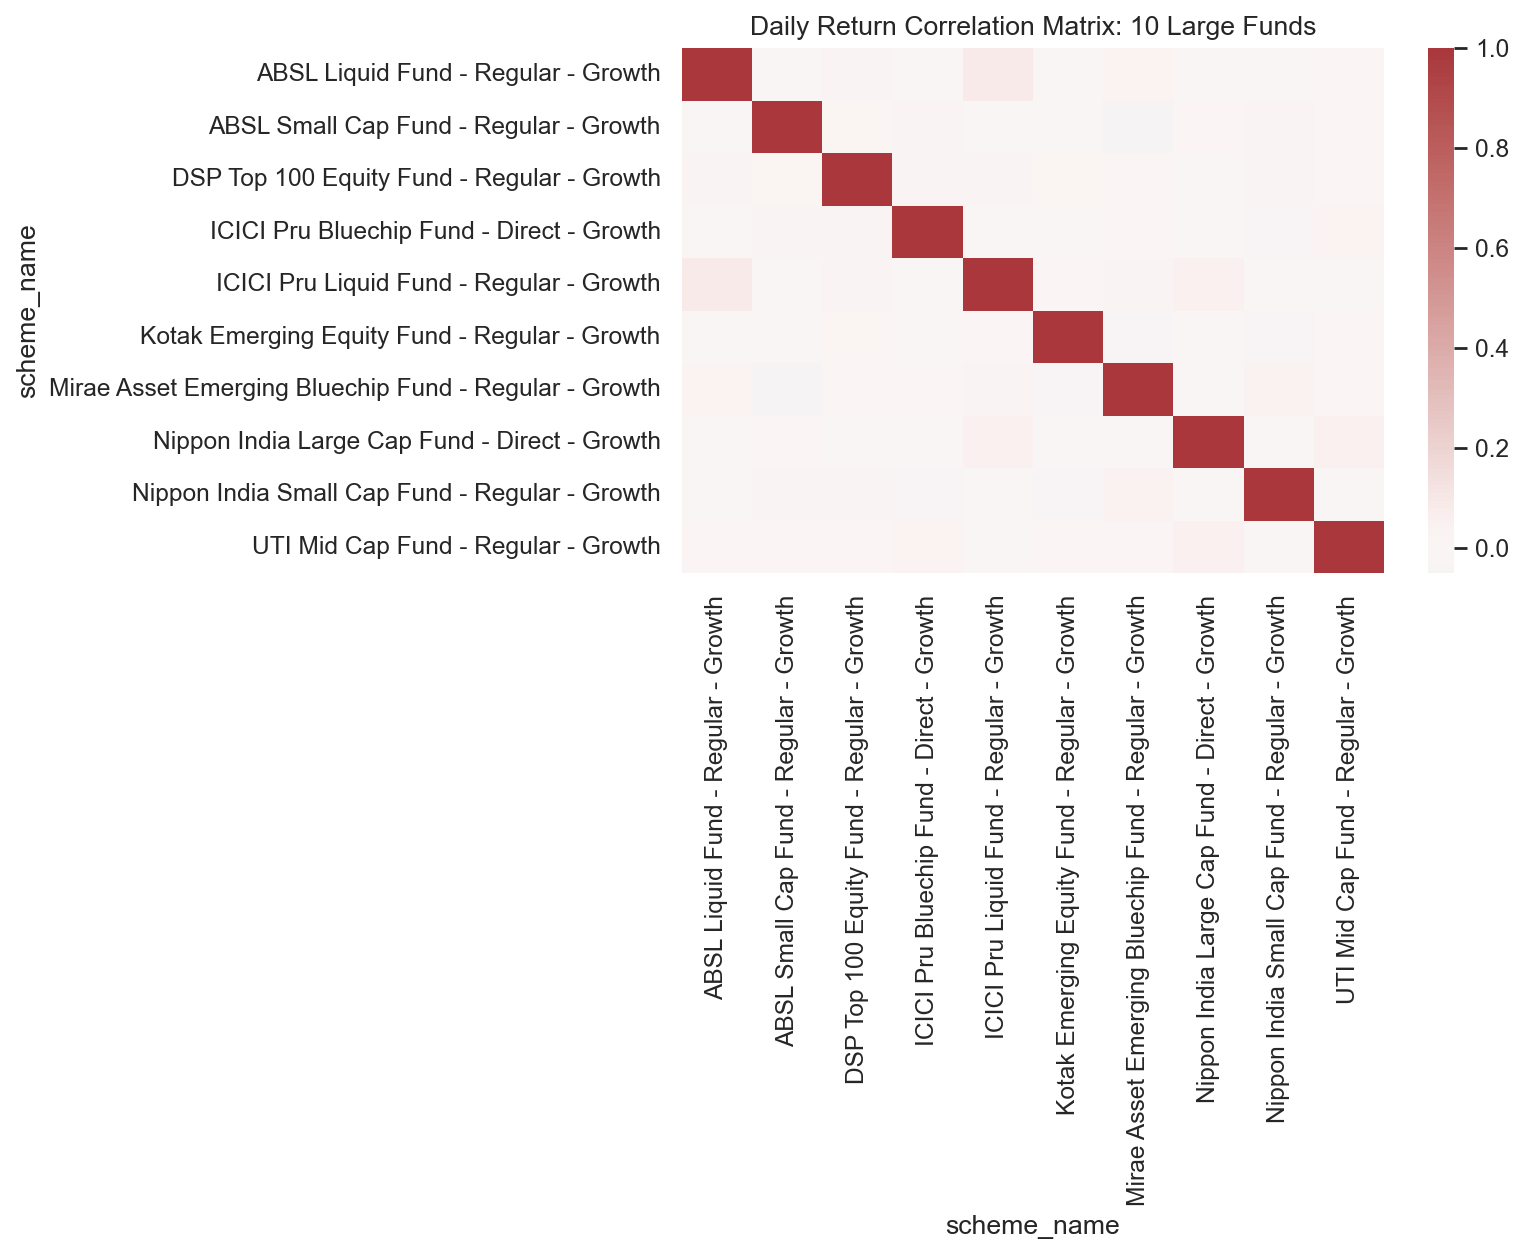 Daily Return Correlation Matrix: 10 Large Funds
scheme_name
ABSL Liquid Fund - Regular - Growth
ABSL Small Cap Fund - Regular - Growth
DSP Top 100 Equity Fund - Regular - Growth
ICICI Pru Bluechip Fund - Direct - Growth
ICICI Pru Liquid Fund - Regular - Growth
Kotak Emerging Equity Fund - Regular - Growth
Mirae Asset Emerging Bluechip Fund - Regular - Growth
Nippon India Large Cap Fund - Direct - Growth
Nippon India Small Cap Fund - Regular - Growth
UTI Mid Cap Fund - Regular - Growth
1.0
0.8
0.6
0.4
0.2
0.0
ABSL Liquid Fund - Regular - Growth
ABSL Small Cap Fund - Regular - Growth
DSP Top 100 Equity Fund - Regular - Growth
ICICI Pru Bluechip Fund - Direct - Growth
ICICI Pru Liquid Fund - Regular - Growth
Kotak Emerging Equity Fund - Regular - Growth
Mirae Asset Emerging Bluechip Fund - Regular - Growth
Nippon India Large Cap Fund - Direct - Growth
Nippon India Small Cap Fund - Regular - Growth
UTI Mid Cap Fund - Regular - Growth
scheme_name